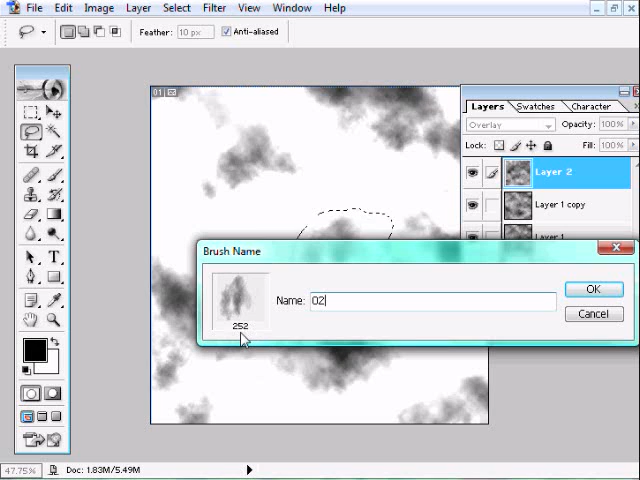 File Edit Image Layer Select Filter View Window Help
Feather: 10 px Anti-aliased
01
Layers Swatches Character
Overlay Opacity: 100%
Lock: Fill: 100%
Layer 2
Layer 1 copy
Layer 1
Brush Name
Name: 02
OK
Cancel
252
47.75% Doc: 1.83M/5.49M